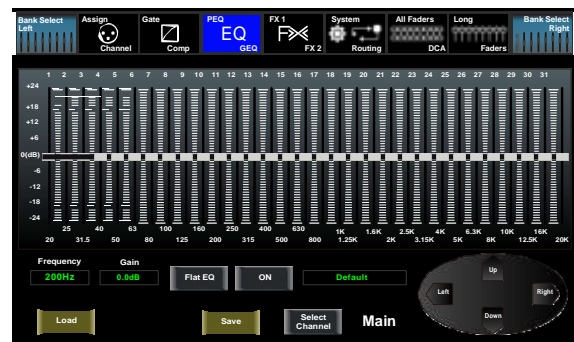 Bank Select Left
Assign Channel
Gate Comp
PEQ EQ GEQ
FX 1 FX 2
System Routing
All Faders DCA
Long Faders
Bank Select Right
1 2 3 4 5 6 7 8 9 10 11 12 13 14 15 16 17 18 19 20 21 22 23 24 25 26 27 28 29 30 31
+24
+18
+12
+6
0(dB)
-6
-12
-18
-24
25 40 63 100 160 250 400 630 1K 1.6K 2.5K 4K 6.3K 10K 16K
20 31.5 50 80 125 200 315 500 800 1.25K 2K 3.15K 5K 8K 12.5K 20K
Frequency Gain
200Hz 0.0dB Flat EQ ON Default
Up
Left Right
Down
Load Save Select Channel Main